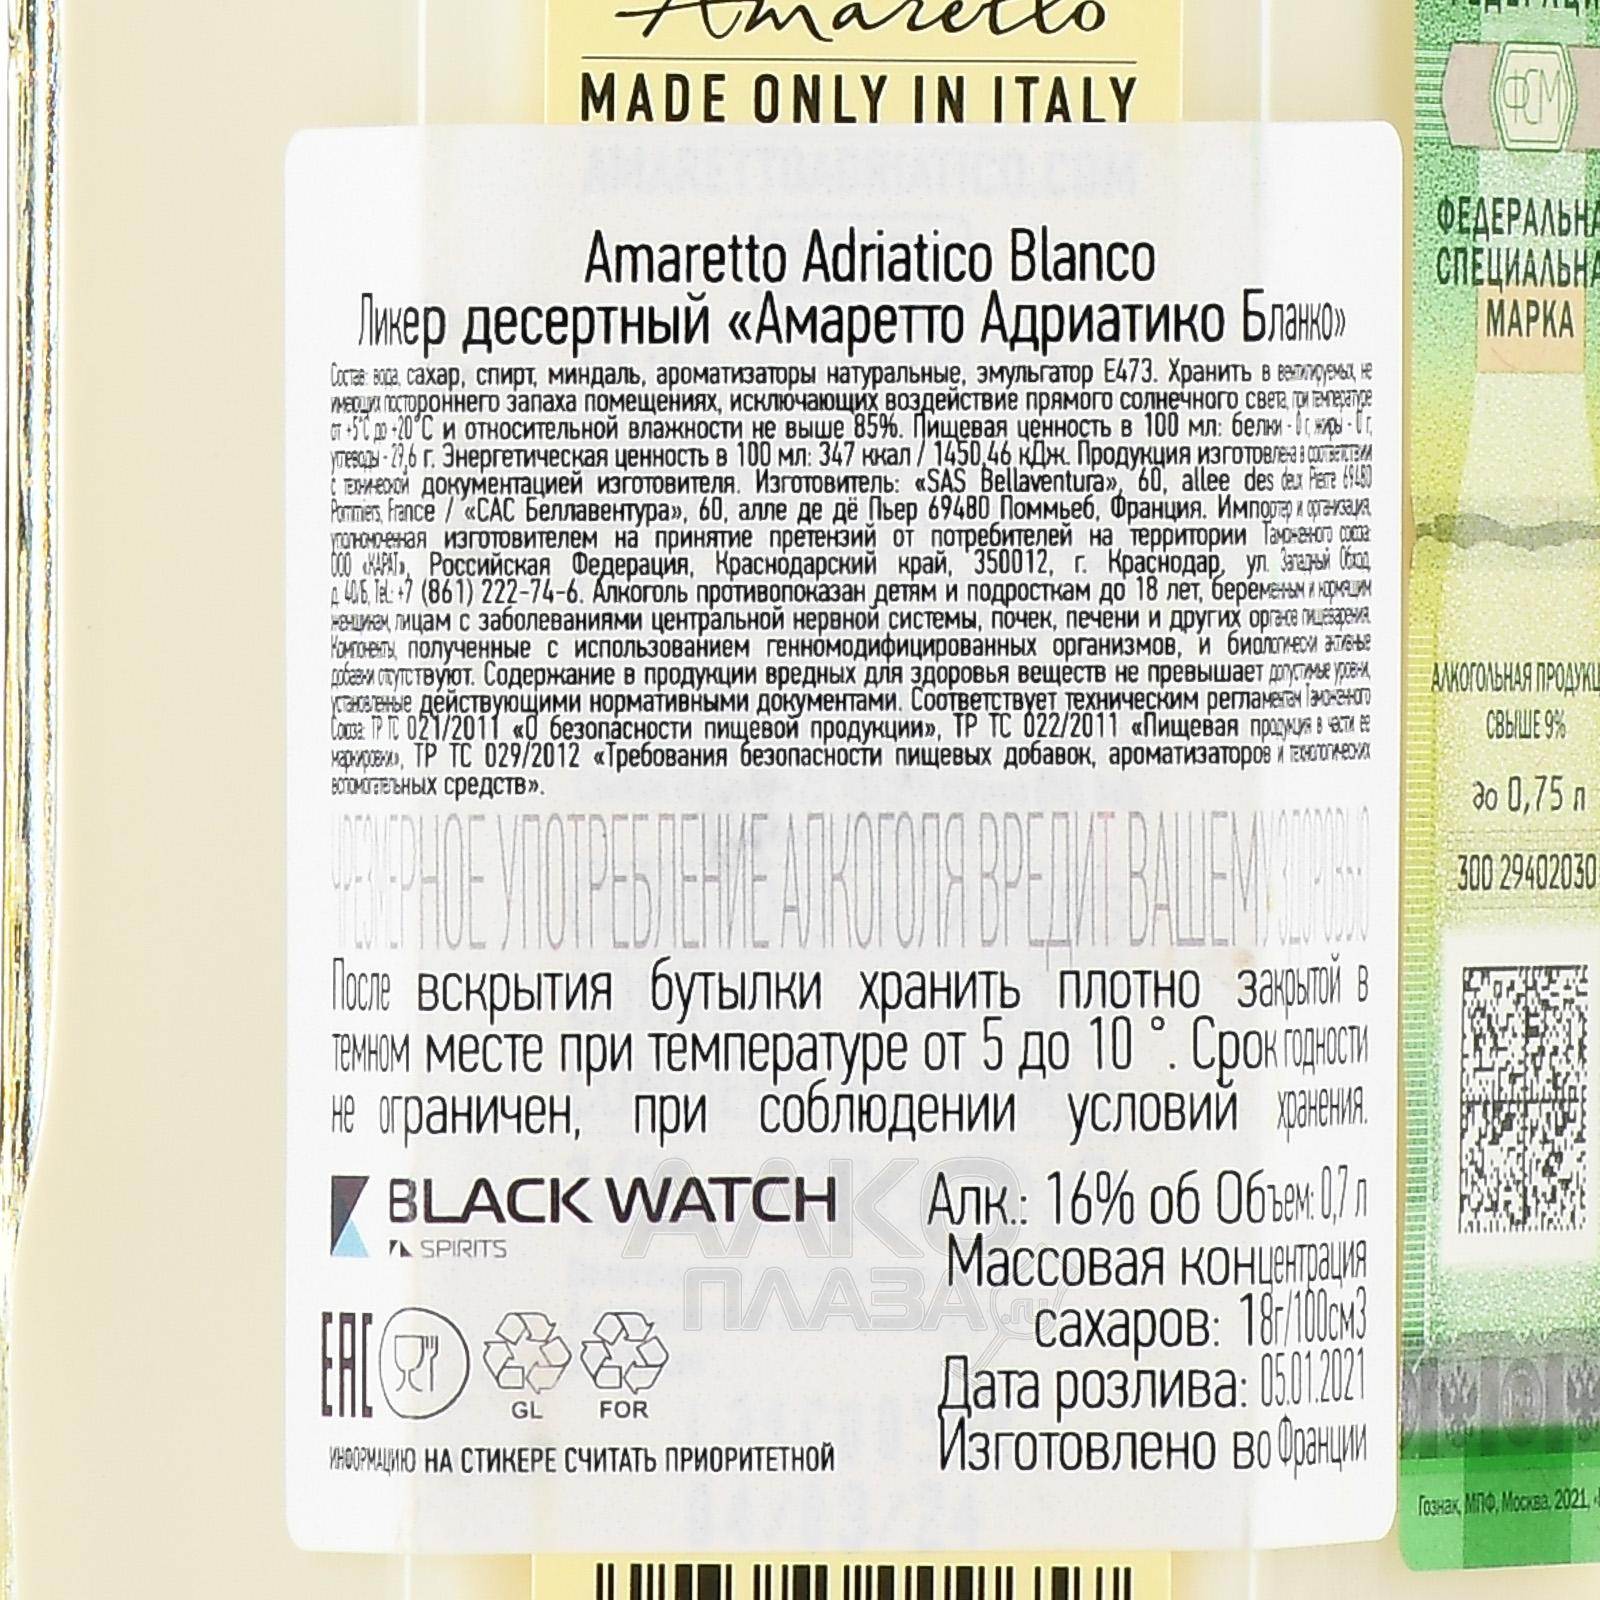 Amaretto
MADE ONLY IN ITALY
AMARETTOADRIATICO.COM
Amaretto Adriatico Blanco
Ликер десертный «Амаретто Адриатико Бланко»
Состав: вода, сахар, спирт, миндаль, ароматизаторы натуральные, эмульгатор Е473. Хранить в вентилируемых, не
имеющих постороннего запаха помещениях, исключающих воздействие прямого солнечного света, при температуре
от +5°С до +20°С и относительной влажности не выше 85%. Пищевая ценность в 100 мл: белки - 0 г, жиры - 0 г,
углеводы - 29,6 г. Энергетическая ценность в 100 мл: 347 ккал / 1450,46 кДж. Продукция изготовлена в соответствии
с технической документацией изготовителя. Изготовитель: «SAS Bellaventura», 60, allee des deux Pierre 69480
Pommiers, France / «САС Беллавентура», 60, алле де дё Пьер 69480 Поммьеб, Франция. Импортер и организация,
уполномоченная изготовителем на принятие претензий от потребителей на территории Таможенного союза:
ООО «КАРАТ», Российская Федерация, Краснодарский край, 350012, г. Краснодар, ул. Западный Обход,
д. 40/6, Tel.: +7 (861) 222-74-6. Алкоголь противопоказан детям и подросткам до 18 лет, беременным и кормящим
женщинам, лицам с заболеваниями центральной нервной системы, почек, печени и других органов пищеварения.
Компоненты, полученные с использованием генномодифицированных организмов, и биологически активные
добавки отсутствуют. Содержание в продукции вредных для здоровья веществ не превышает допустимые уровни,
установленные действующими нормативными документами. Соответствует техническим регламентам Таможенного
Союза: ТР ТС 021/2011 «О безопасности пищевой продукции», ТР ТС 022/2011 «Пищевая продукция в части ее
маркировки», ТР ТС 029/2012 «Требования безопасности пищевых добавок, ароматизаторов и технологических
вспомогательных средств».
ЧРЕЗМЕРНОЕ УПОТРЕБЛЕНИЕ АЛКОГОЛЯ ВРЕДИТ ВАШЕМУ ЗДОРОВЬЮ
После вскрытия бутылки хранить плотно закрытой в
темном месте при температуре от 5 до 10 °. Срок годности
не ограничен, при соблюдении условий хранения.
BLACK WATCH
SPIRITS
Алк.: 16% об Объем: 0,7 л
Массовая концентрация
сахаров: 18г/100см3
Дата розлива: 05.01.2021
Изготовлено во Франции
EAC
GL
FOR
ИНФОРМАЦИЮ НА СТИКЕРЕ СЧИТАТЬ ПРИОРИТЕТНОЙ
АЛКО
ПЛАЗА
.ru
ФСМ
ФЕДЕРАЛЬНА
СПЕЦИАЛЬНА
МАРКА
АЛКОГОЛЬНАЯ ПРОДУКЦ
СВЫШЕ 9%
до 0,75 л
300 29402030
Гознак, МПФ, Москва, 2021,